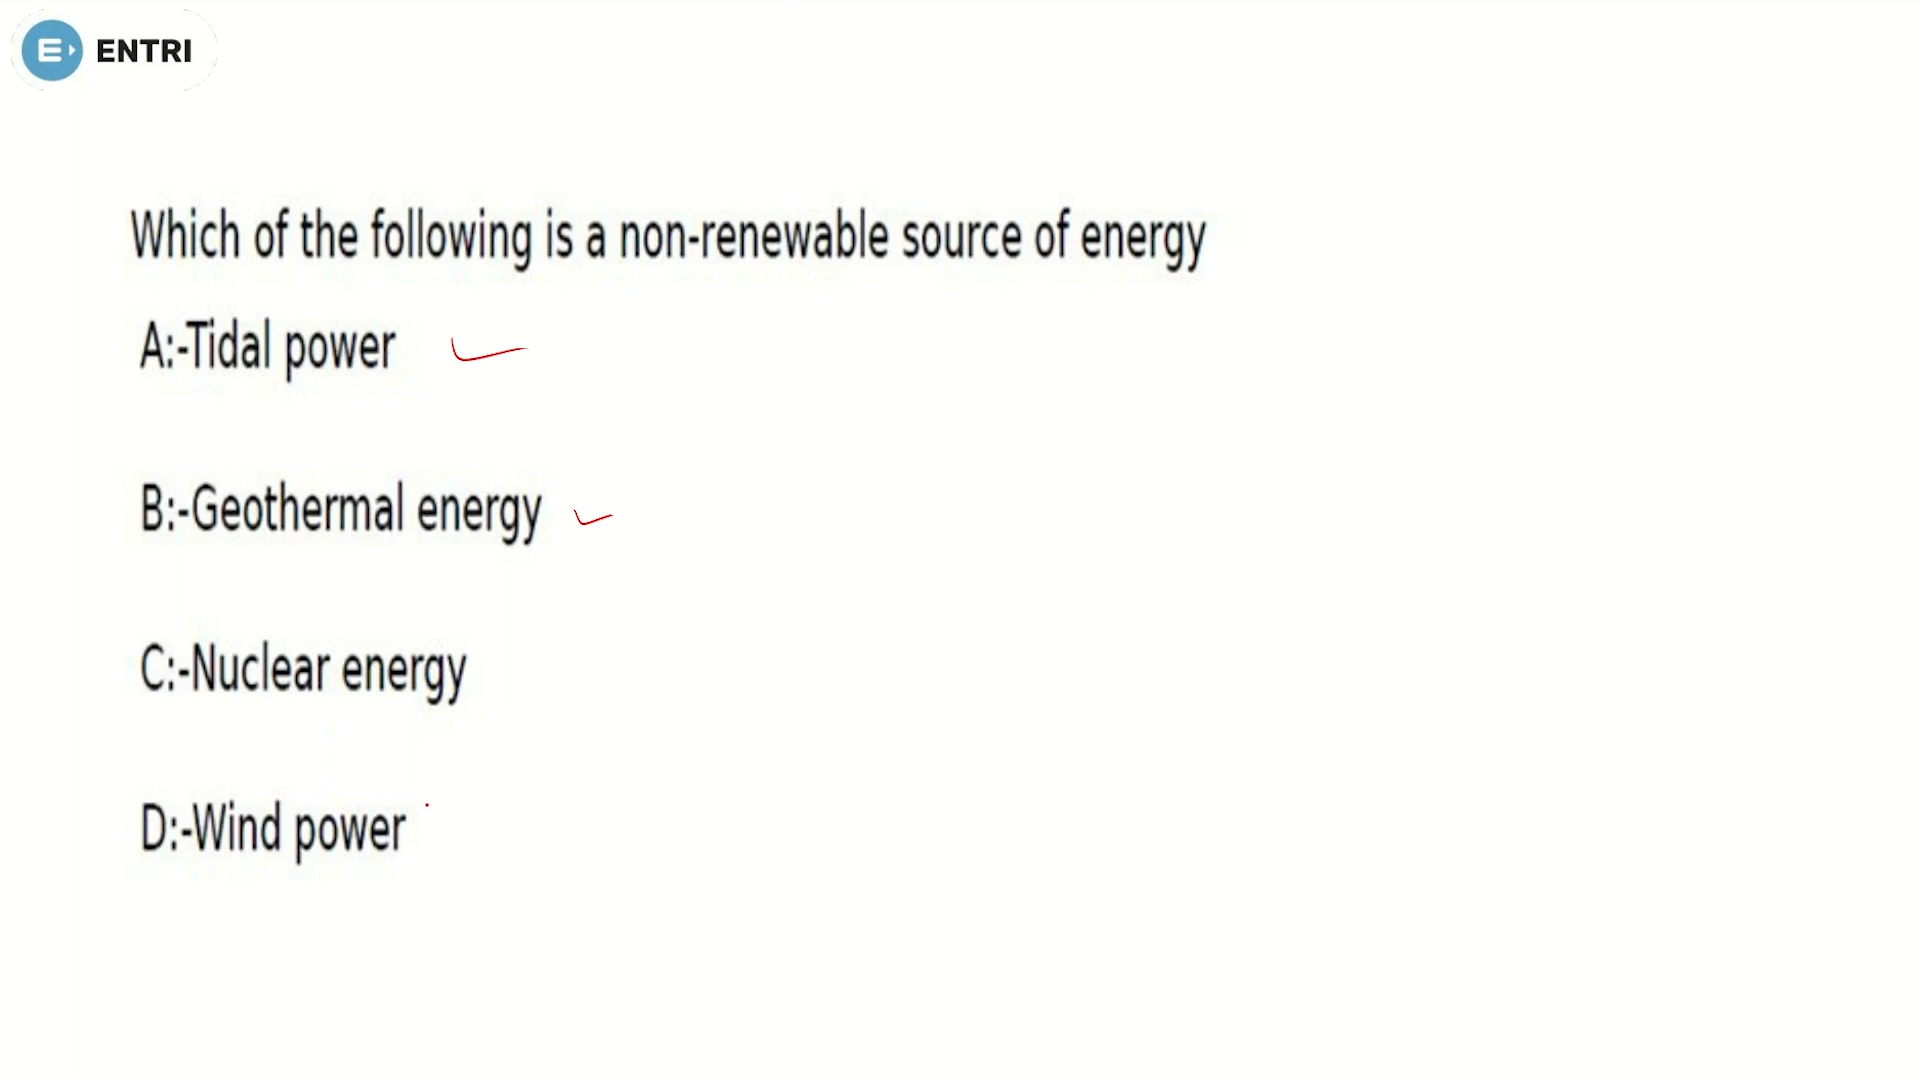 ENTRI
Which of the following is a non-renewable source of energy
A:-Tidal power
B:-Geothermal energy
C:-Nuclear energy
D:-Wind power